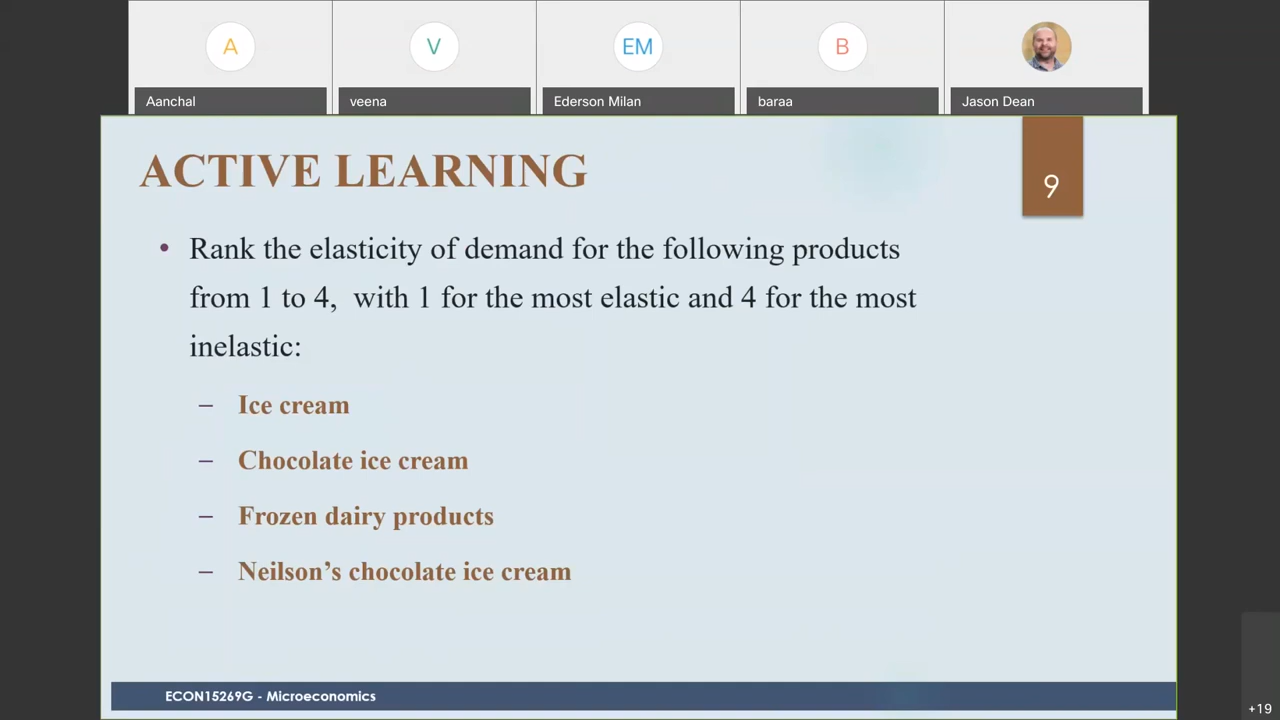 A
V
EM
B
Aanchal
veena
Ederson Milan
baraa
Jason Dean
ACTIVE LEARNING
9
• Rank the elasticity of demand for the following products
from 1 to 4,  with 1 for the most elastic and 4 for the most
inelastic:
– Ice cream
– Chocolate ice cream
– Frozen dairy products
– Neilson’s chocolate ice cream
ECON15269G - Microeconomics
+19